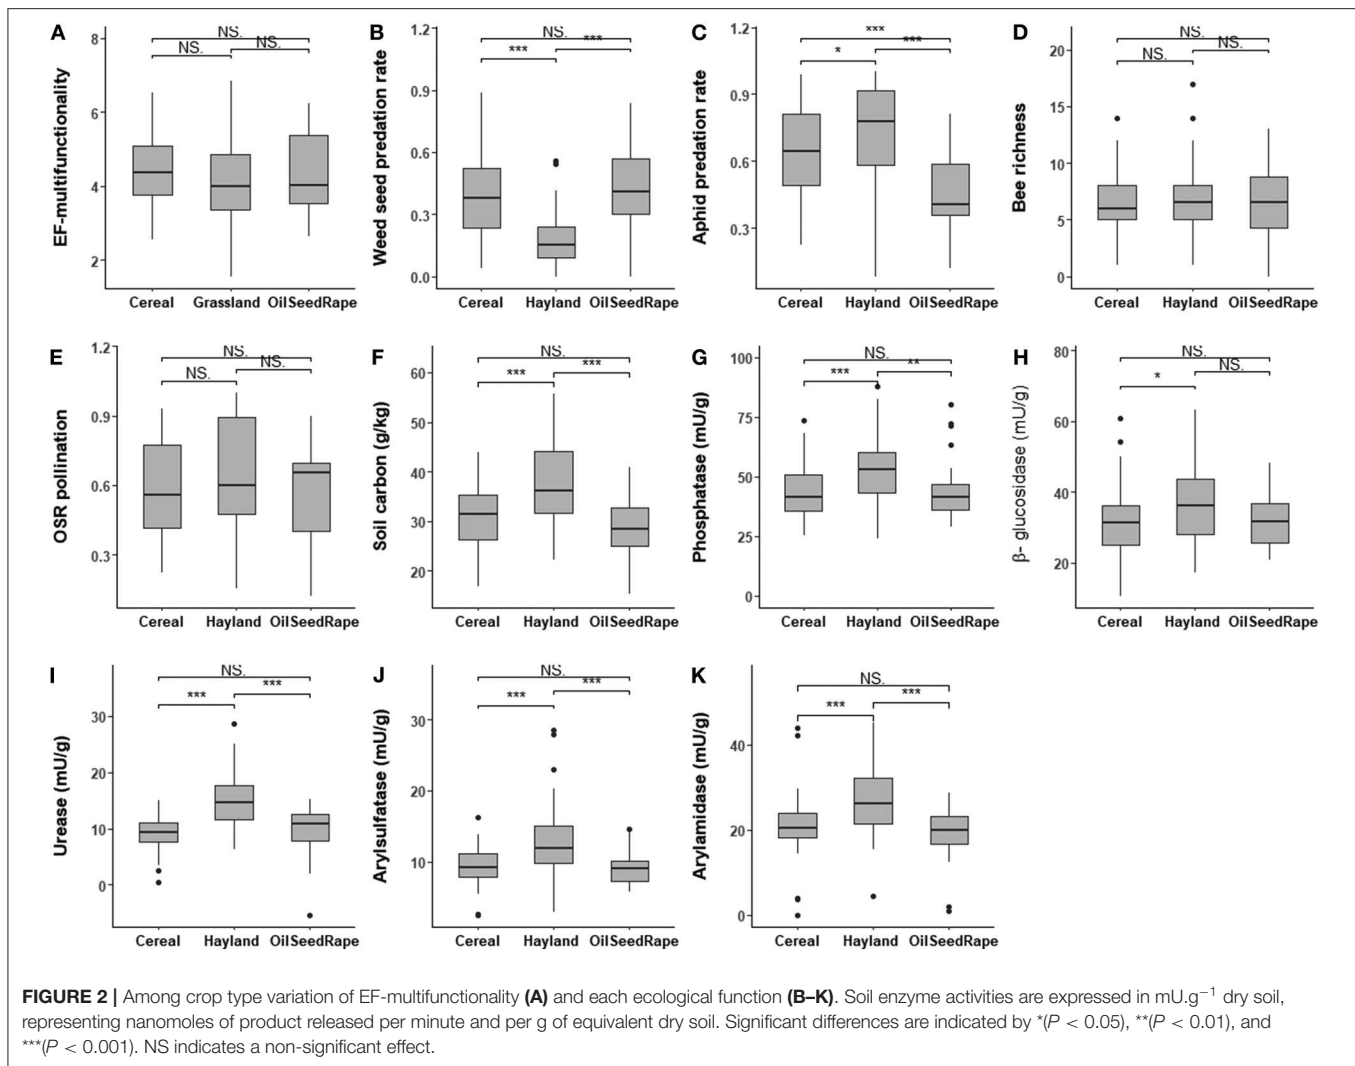 A
EF-multifunctionality
8
6
4
2
NS.
NS.
NS.
Cereal Grassland OilSeedRape
B
Weed seed predation rate
1.2
0.9
0.6
0.3
0.0
NS.
***
***
Cereal Hayland OilSeedRape
C
Aphid predation rate
1.2
0.9
0.6
0.3
***
*
***
Cereal Hayland OilSeedRape
D
Bee richness
20
15
10
5
0
NS.
NS.
NS.
Cereal Hayland OilSeedRape
E
OSR pollination
1.2
0.9
0.6
0.3
NS.
NS.
NS.
Cereal Hayland OilSeedRape
F
Soil carbon (g/kg)
60
50
40
30
20
NS.
***
***
Cereal Hayland OilSeedRape
G
Phosphatase (mU/g)
100
75
50
25
0
NS.
***
**
Cereal Hayland OilSeedRape
H
β- glucosidase (mU/g)
80
60
40
20
NS.
*
NS.
Cereal Hayland OilSeedRape
I
Urease (mU/g)
30
20
10
0
NS.
***
***
Cereal Hayland OilSeedRape
J
Arylsulfatase (mU/g)
30
20
10
NS.
***
***
Cereal Hayland OilSeedRape
K
Arylamidase (mU/g)
40
20
0
NS.
***
***
Cereal Hayland OilSeedRape
FIGURE 2 | Among crop type variation of EF-multifunctionality (A) and each ecological function (B–K). Soil enzyme activities are expressed in mU.g⁻¹ dry soil,
representing nanomoles of product released per minute and per g of equivalent dry soil. Significant differences are indicated by *(P < 0.05), **(P < 0.01), and
***(P < 0.001). NS indicates a non-significant effect.